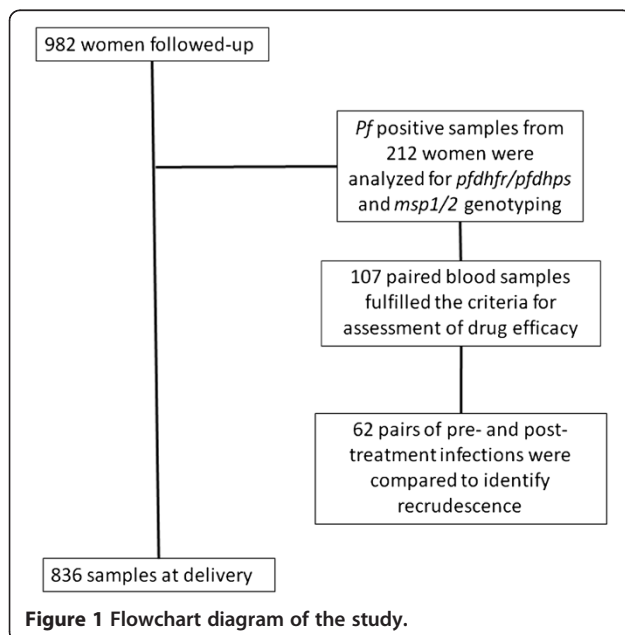 982 women followed-up
Pf positive samples from
212 women were
analyzed for pfdhfr/pfdhps
and msp1/2 genotyping
107 paired blood samples
fulfilled the criteria for
assessment of drug efficacy
62 pairs of pre- and post-
treatment infections were
compared to identify
recrudescence
836 samples at delivery
Figure 1 Flowchart diagram of the study.